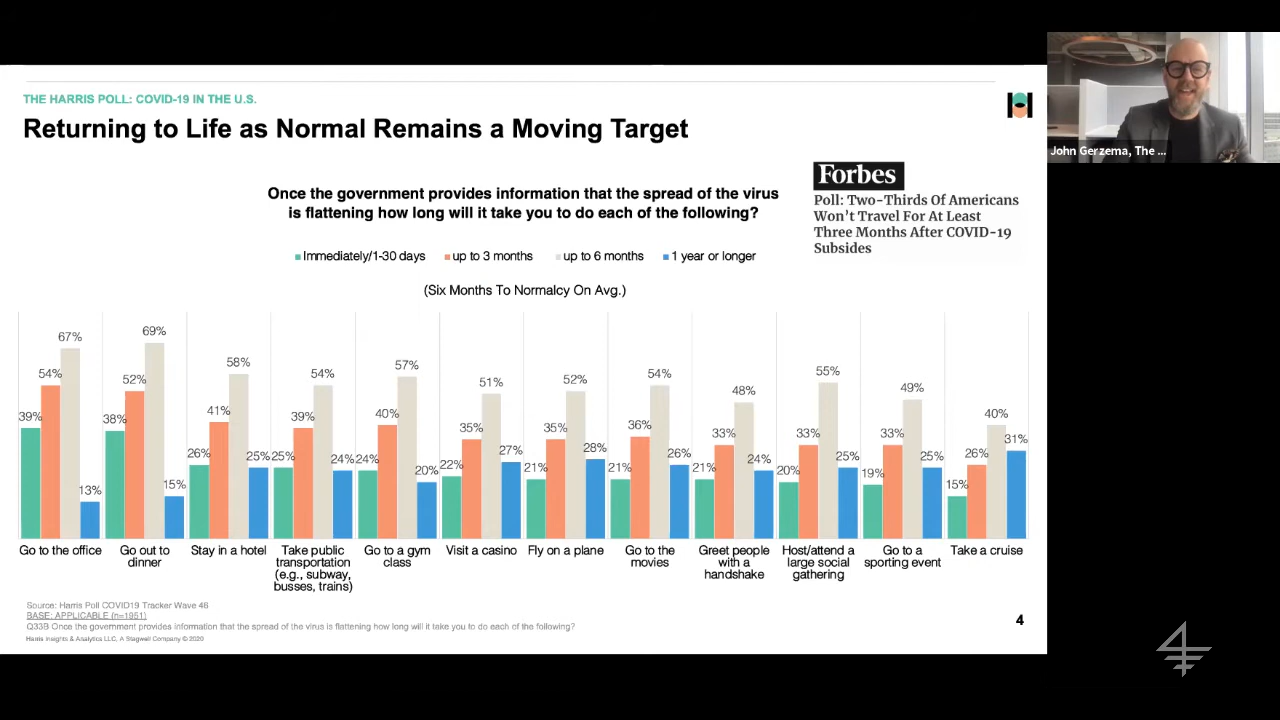 THE HARRIS POLL: COVID-19 IN THE U.S.
Returning to Life as Normal Remains a Moving Target
John Gerzema, The ...
Forbes
Poll: Two-Thirds Of Americans
Won't Travel For At Least
Three Months After COVID-19
Subsides
Once the government provides information that the spread of the virus
is flattening how long will it take you to do each of the following?
Immediately/1-30 days up to 3 months up to 6 months 1 year or longer
(Six Months To Normalcy On Avg.)
39% 54% 67% 13%
38% 52% 69% 15%
26% 41% 58% 25%
25% 39% 54% 24%
24% 40% 57% 20%
22% 35% 51% 27%
21% 35% 52% 28%
21% 36% 54% 26%
21% 33% 48% 24%
20% 33% 55% 25%
19% 33% 49% 25%
15% 26% 40% 31%
Go to the office
Go out to
dinner
Stay in a hotel
Take public
transportation
(e.g., subway,
busses, trains)
Go to a gym
class
Visit a casino
Fly on a plane
Go to the
movies
Greet people
with a
handshake
Host/attend a
large social
gathering
Go to a
sporting event
Take a cruise
Source: Harris Poll COVID19 Tracker Wave 46
BASE: APPLICABLE (n=1951)
Q33B Once the government provides information that the spread of the virus is flattening how long will it take you to do each of the following?
Harris Insights & Analytics LLC, A Stagwell Company © 2020
4